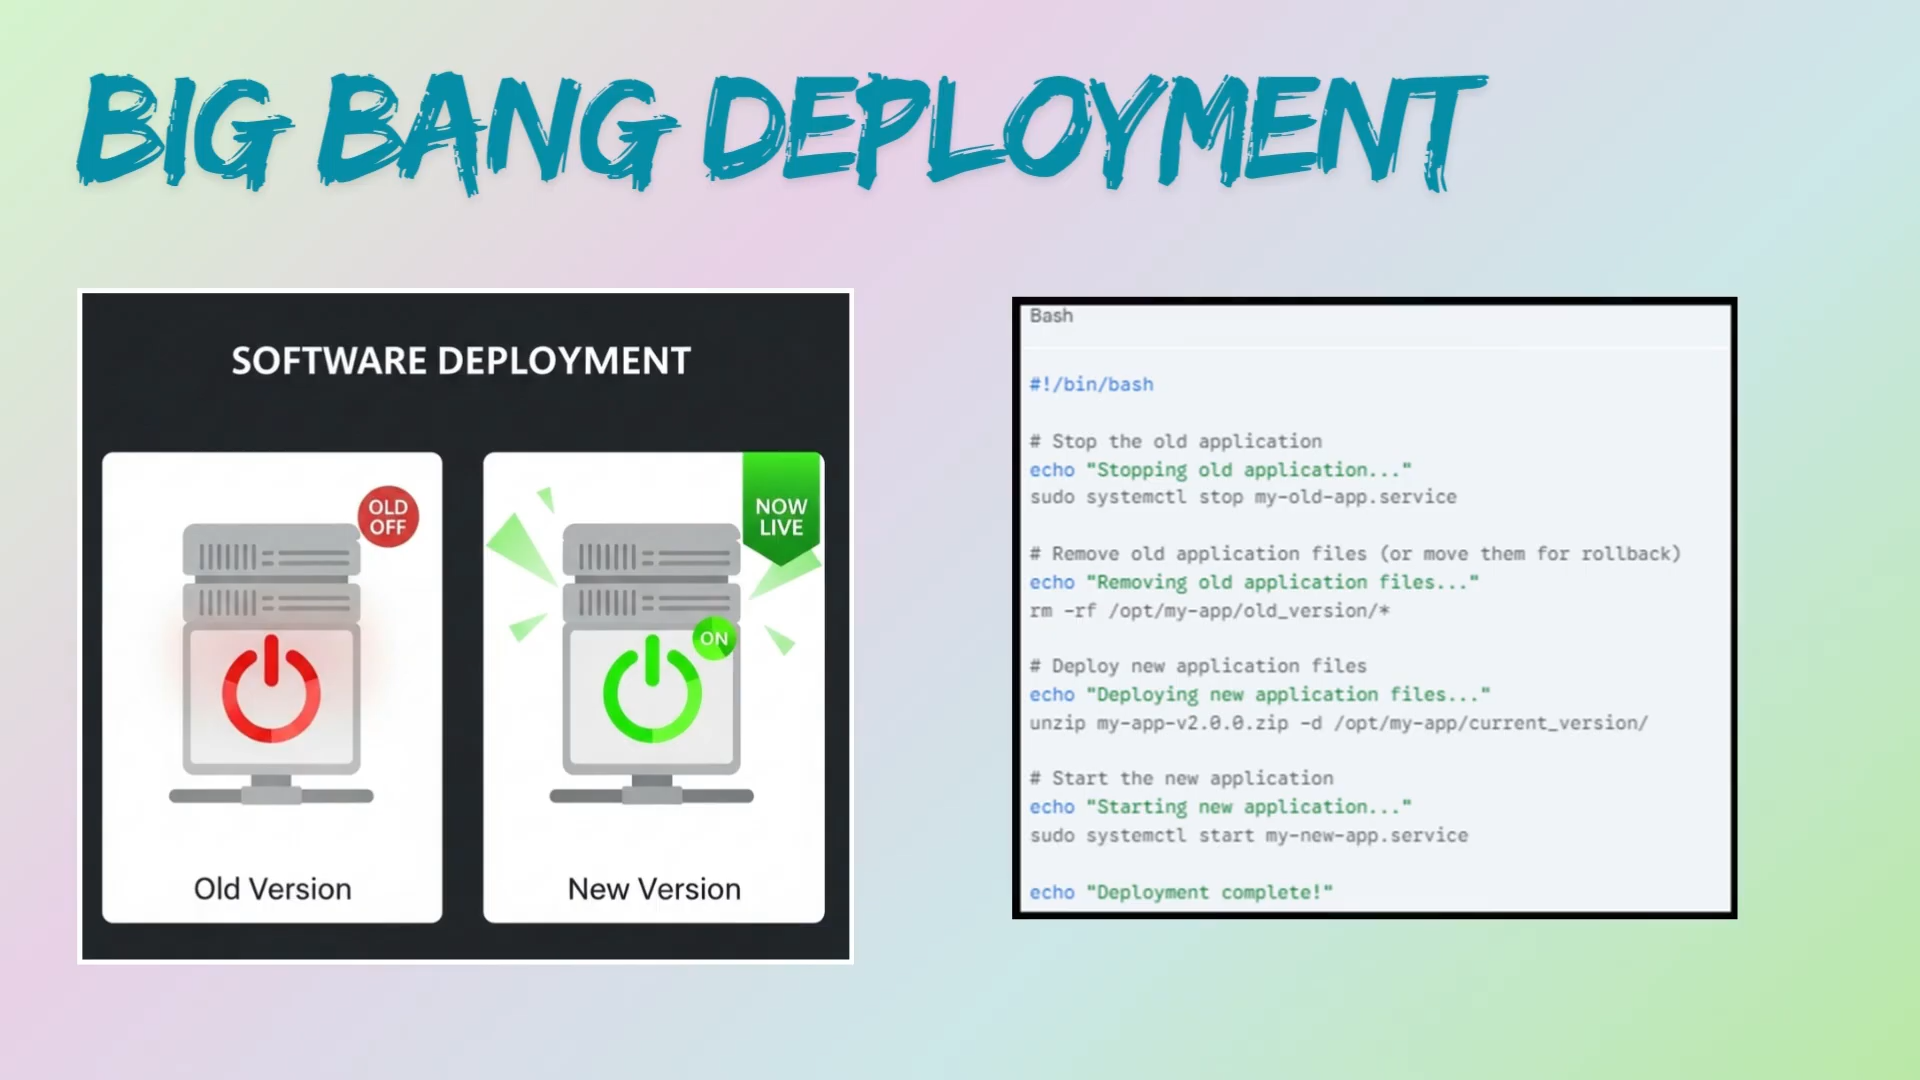 BIG BANG DEPLOYMENT
SOFTWARE DEPLOYMENT
OLD
OFF
Old Version
NOW
LIVE
ON
New Version
Bash
#!/bin/bash
# Stop the old application
echo "Stopping old application..."
sudo systemctl stop my-old-app.service
# Remove old application files (or move them for rollback)
echo "Removing old application files..."
rm -rf /opt/my-app/old_version/*
# Deploy new application files
echo "Deploying new application files..."
unzip my-app-v2.0.0.zip -d /opt/my-app/current_version/
# Start the new application
echo "Starting new application..."
sudo systemctl start my-new-app.service
echo "Deployment complete!"